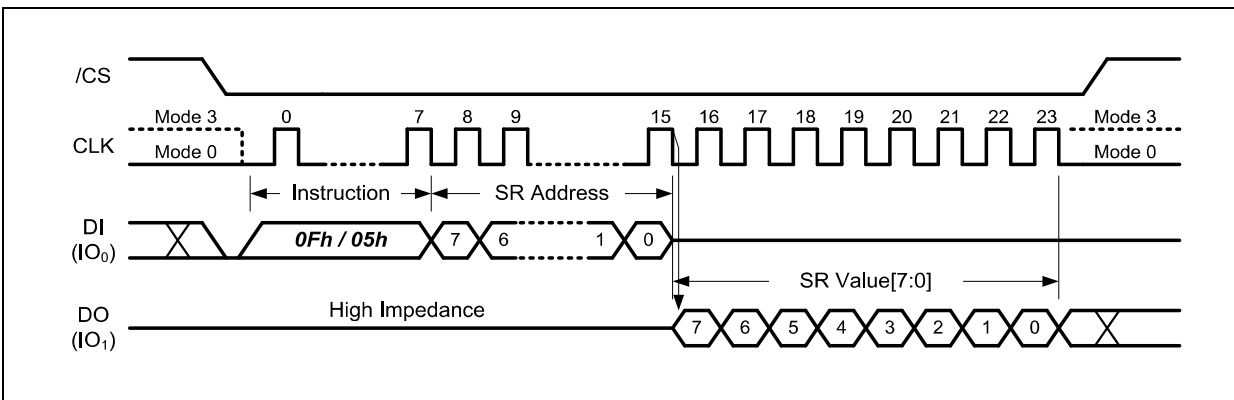 /CS
Mode 3 0 7 8 9 15 16 17 18 19 20 21 22 23 Mode 3
CLK
Mode 0 Mode 0
Instruction SR Address
DI
(IO₀)
0Fh / 05h 7 6 1 0
SR Value[7:0]
High Impedance
DO
(IO₁)
7 6 5 4 3 2 1 0